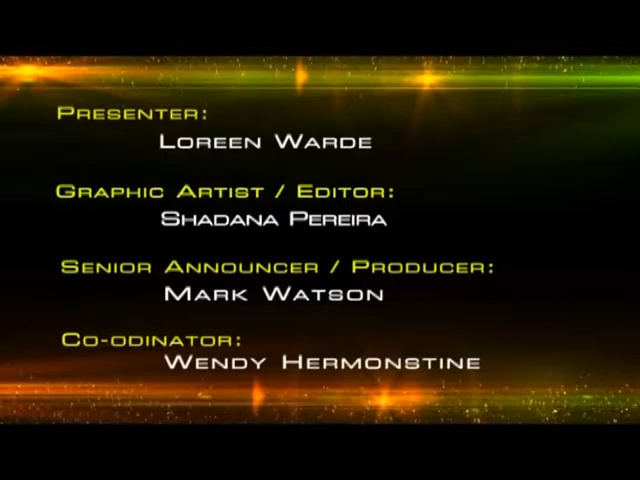 PRESENTER:
LOREEN WARDE
GRAPHIC ARTIST / EDITOR:
SHADANA PEREIRA
SENIOR ANNOUNCER / PRODUCER:
MARK WATSON
CO-ODINATOR:
WENDY HERMONSTINE